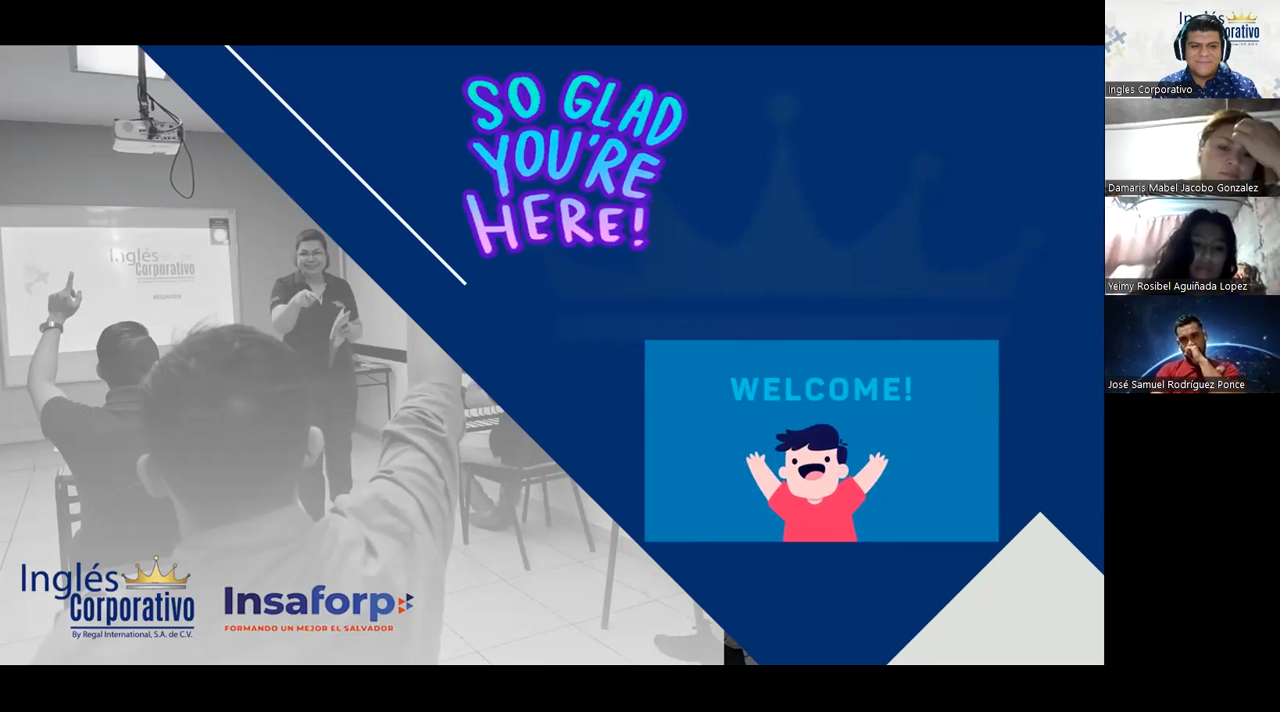 SO GLAD
YOU'RE
HERE!
WELCOME!
Inglés
Corporativo
Inglés
Corporativo
By Regal International, S.A. de C.V.
Insaforp
FORMANDO UN MEJOR EL SALVADOR
Ingles Corporativo
Damaris Mabel Jacobo Gonzalez
Yeimy Rosibel Aguiñada Lopez
José Samuel Rodríguez Ponce